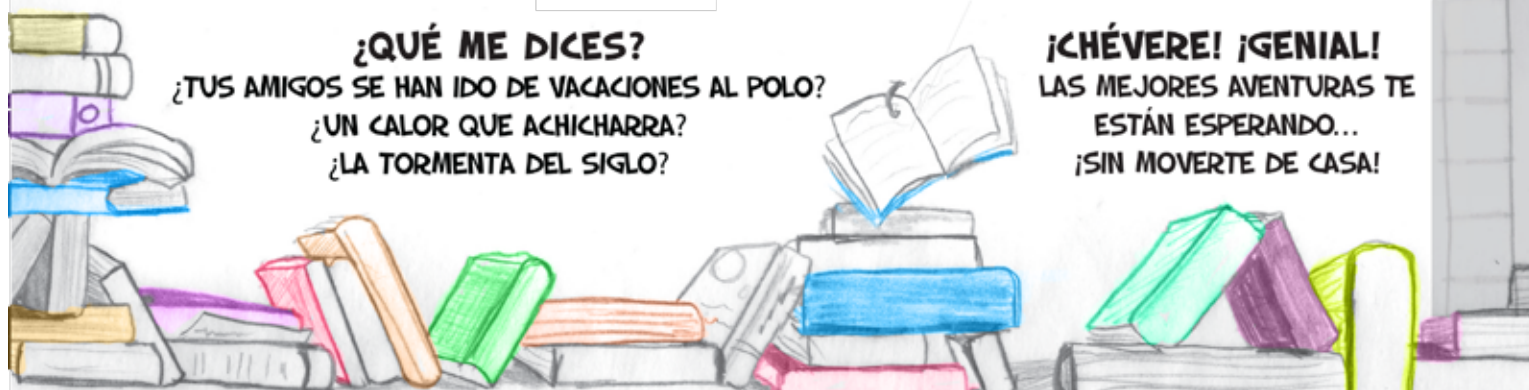 ¿QUÉ ME DICES?
¿TUS AMIGOS SE HAN IDO DE VACACIONES AL POLO?
¿UN CALOR QUE ACHICHARRA?
¿LA TORMENTA DEL SIGLO?
¡CHÉVERE! ¡GENIAL!
LAS MEJORES AVENTURAS TE
ESTÁN ESPERANDO...
¡SIN MOVERTE DE CASA!